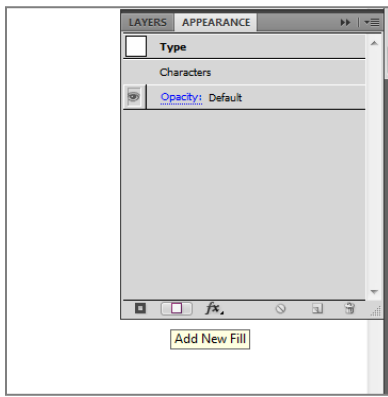 LAYERS APPEARANCE
Type
Characters
Opacity: Default
fx.
Add New Fill